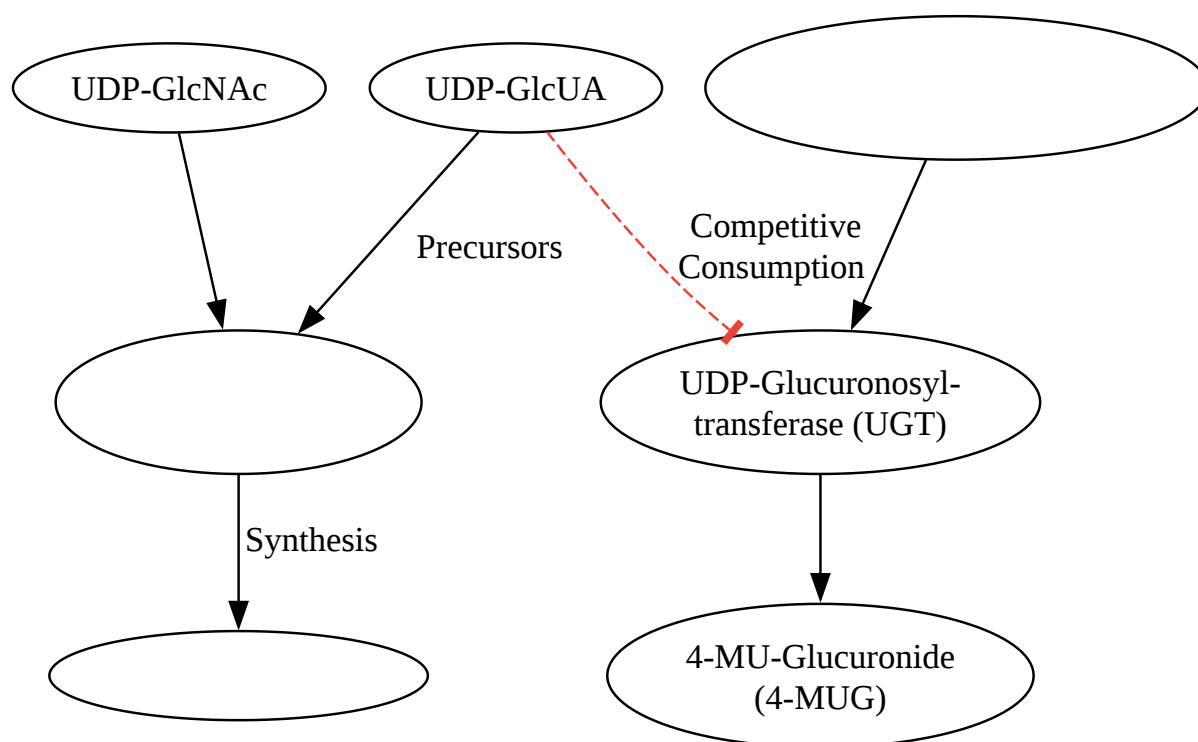 UDP-GlcNAc
UDP-GlcUA
Precursors
Competitive
Consumption
UDP-Glucuronosyl-
transferase (UGT)
Synthesis
4-MU-Glucuronide
(4-MUG)